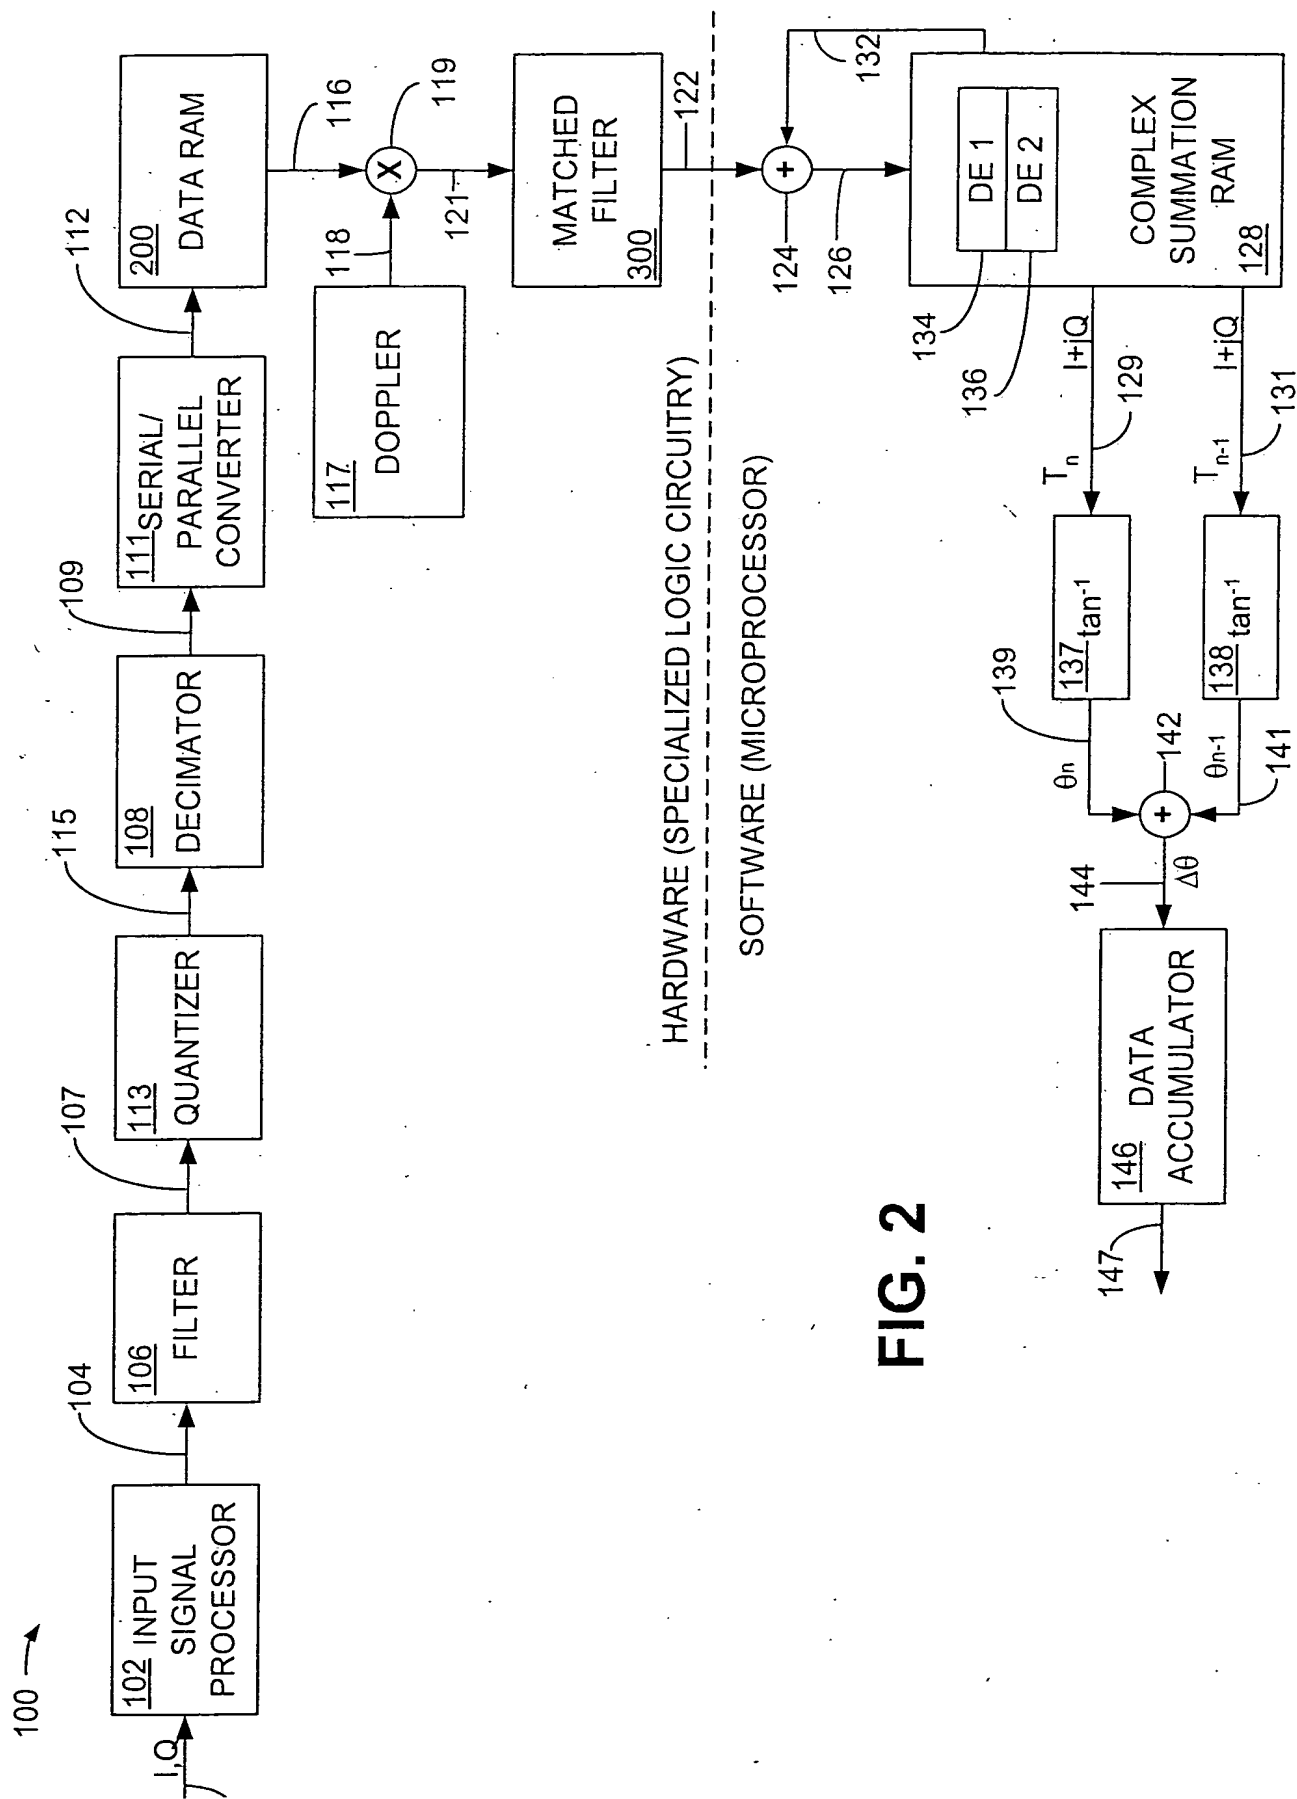 100
I,Q
102 INPUT
SIGNAL
PROCESSOR
104
106
FILTER
107
113
QUANTIZER
115
108
DECIMATOR
109
111 SERIAL/
PARALLEL
CONVERTER
112
200
DATA RAM
116
117
DOPPLER
118
X
119
121
MATCHED
FILTER
300
122
HARDWARE (SPECIALIZED LOGIC CIRCUITRY)
SOFTWARE (MICROPROCESSOR)
124
+
132
126
DE 1
DE 2
134
136
COMPLEX
SUMMATION
RAM
128
I+jQ
Tn
129
I+jQ
Tn-1
131
137 tan-1
138 tan-1
139
θn
θn-1
141
142
+
144
Δθ
146 DATA
ACCUMULATOR
147
FIG. 2